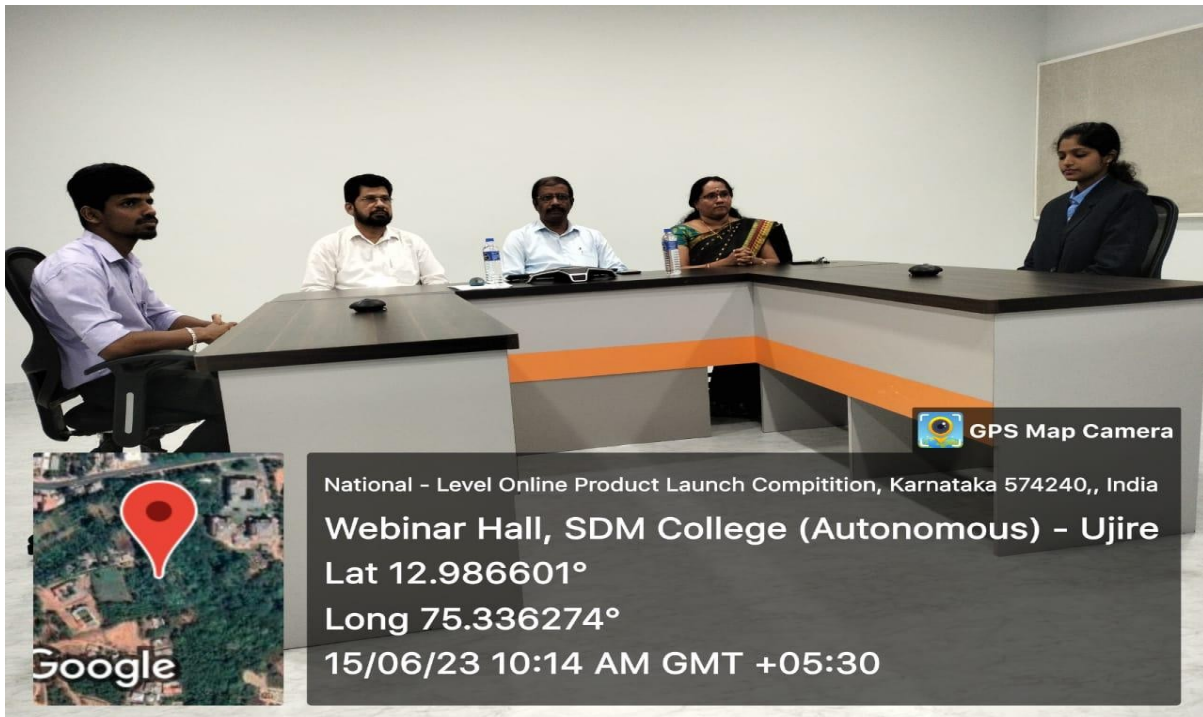 GPS Map Camera
National - Level Online Product Launch Compitition, Karnataka 574240,, India
Webinar Hall, SDM College (Autonomous) - Ujire
Lat 12.986601°
Long 75.336274°
15/06/23 10:14 AM GMT +05:30
Google